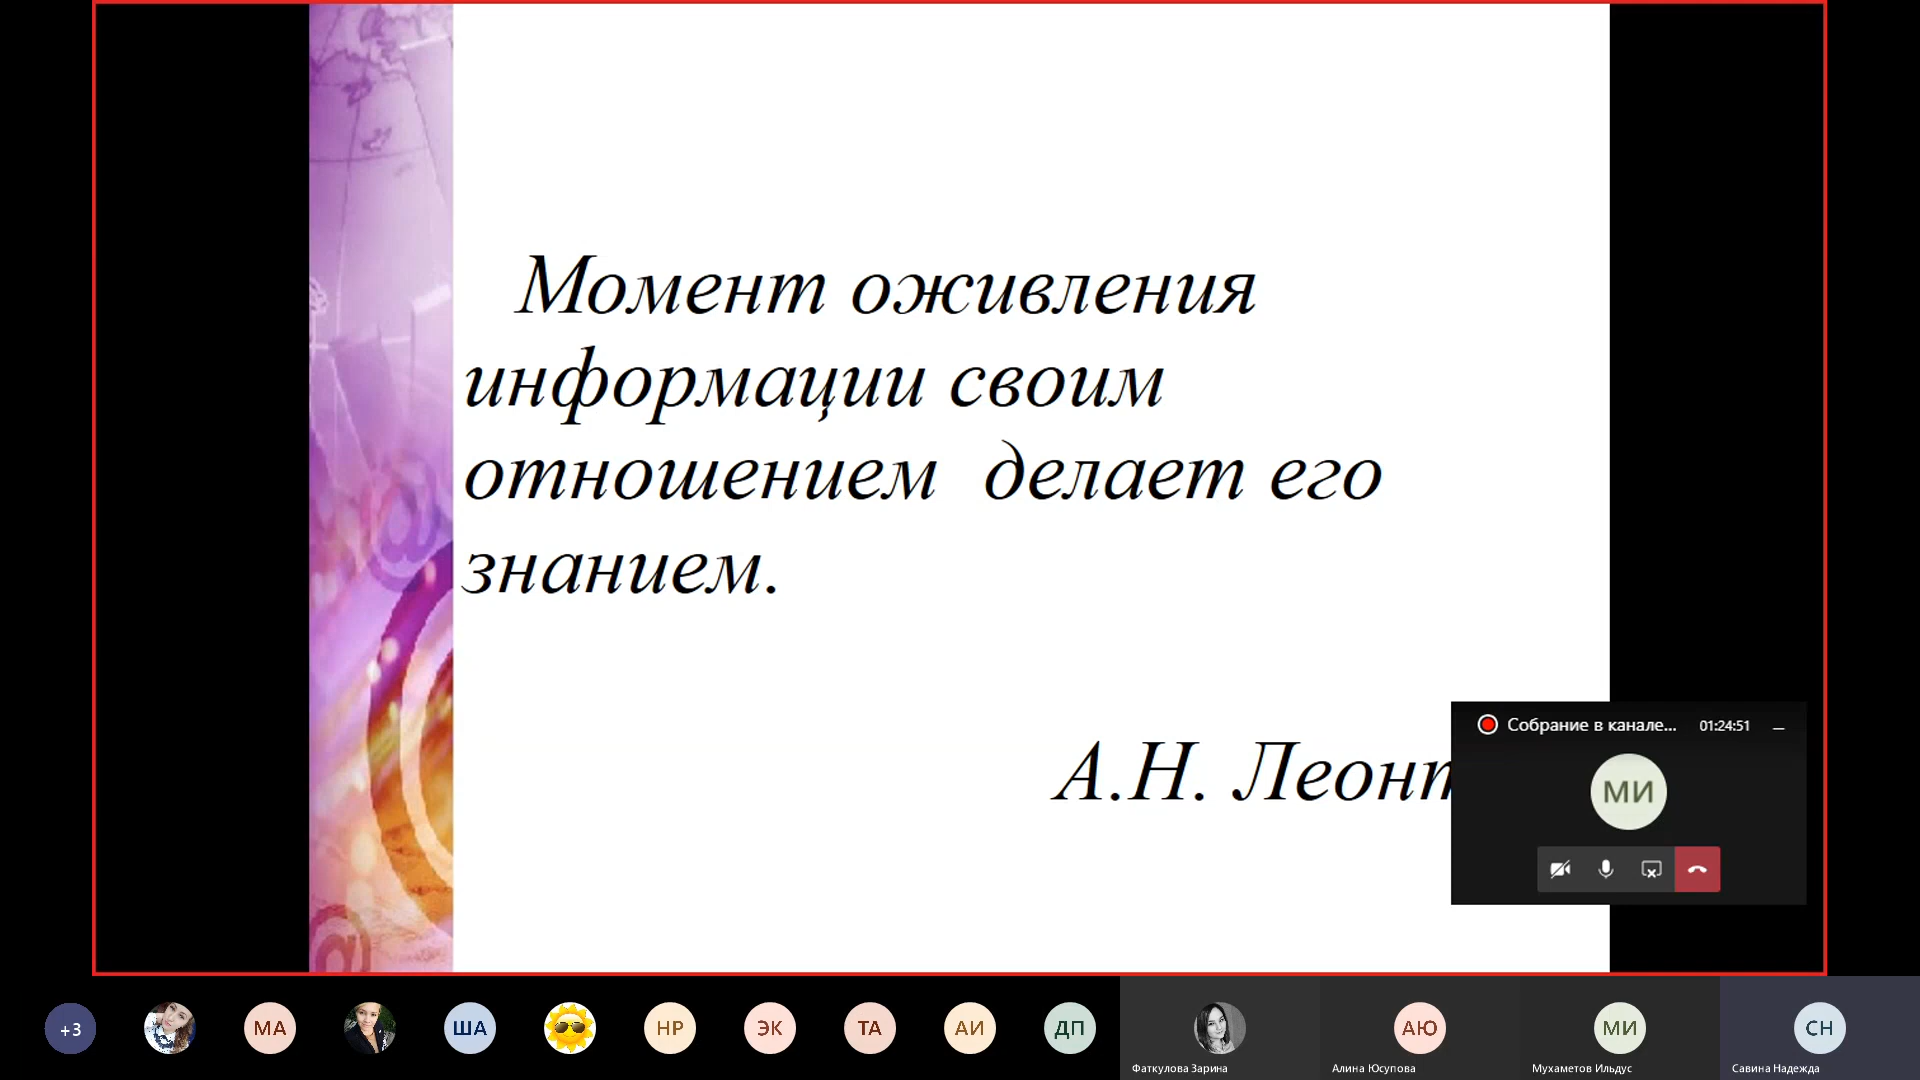 Момент оживления
информации своим
отношением делает его
знанием.
А.Н.
Собрание в канале...
01:24:51
МИ
+3
МА
ША
НР
ЭК
ТА
АИ
ДП
Фаткулова Зарина
АЮ
Алина Юсупова
МИ
Мухаметов Ильдус
СН
Савина Надежда